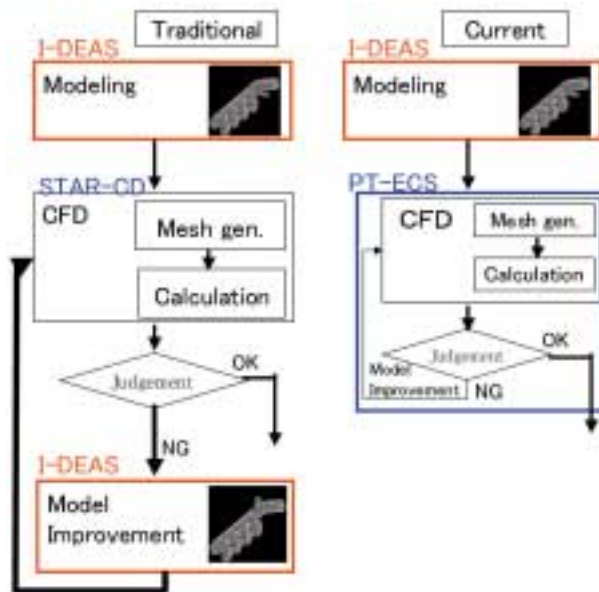 Traditional
I-DEAS
Modeling
STAR-CD
CFD
Mesh gen.
Calculation
Judgement
OK
NG
I-DEAS
Model
Improvement
Current
I-DEAS
Modeling
PT-ECS
CFD
Mesh gen.
Calculation
Judgement
OK
Model
Improvement
NG